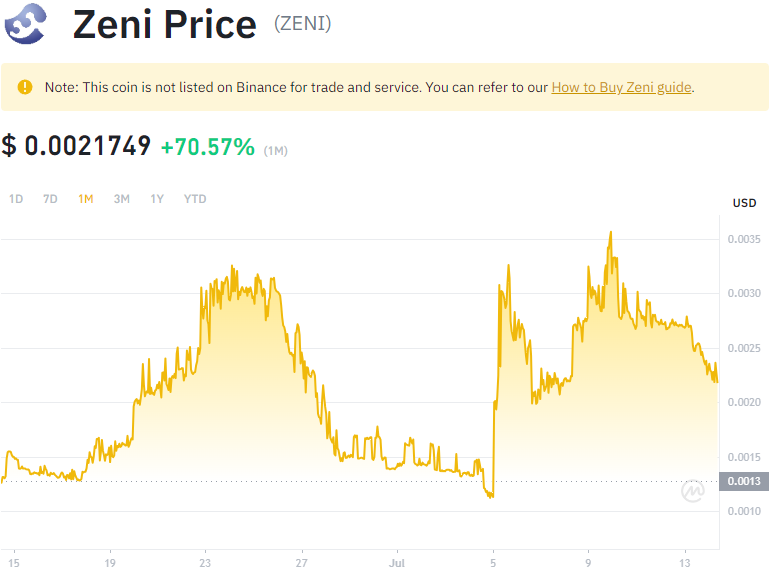 Zeni Price (ZENI)
Note: This coin is not listed on Binance for trade and service. You can refer to our How to Buy Zeni guide.
$ 0.0021749 +70.57% (1M)
1D 7D 1M 3M 1Y YTD
USD
0.0035
0.0030
0.0025
0.0020
0.0015
0.0013
0.0010
15 19 23 27 Jul 5 9 13